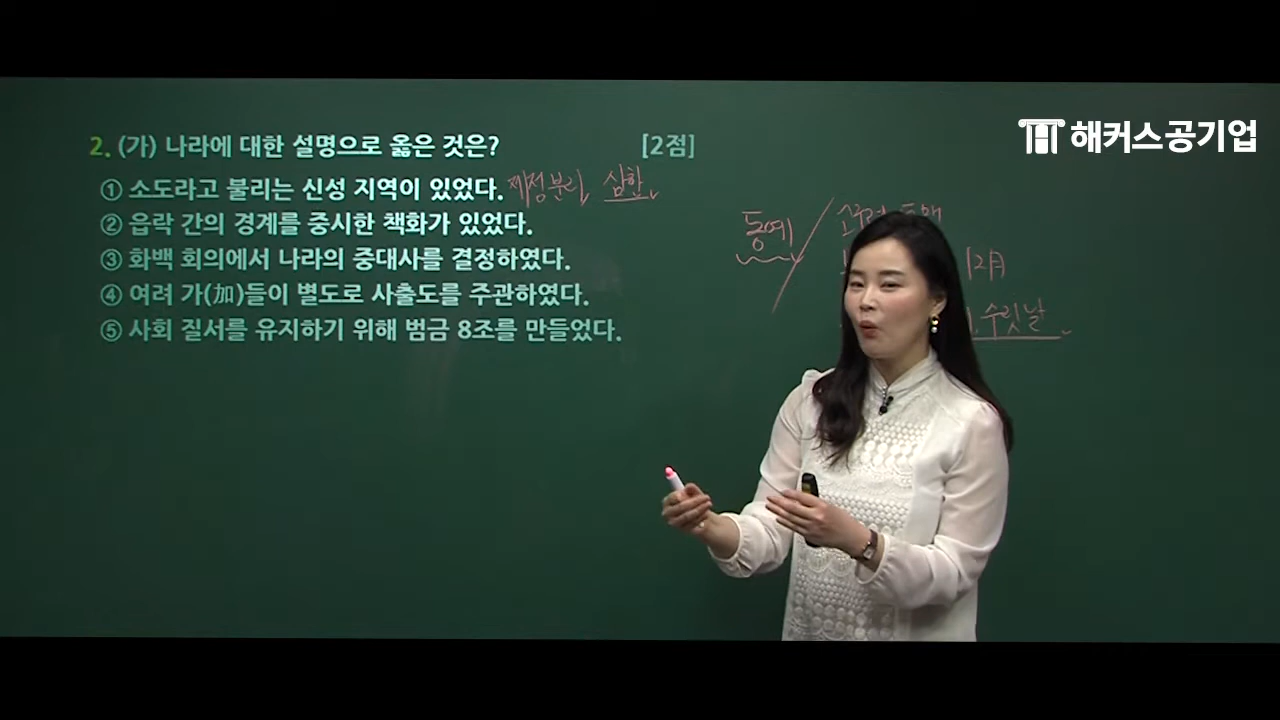 2. (가) 나라에 대한 설명으로 옳은 것은? [2점]
① 소도라고 불리는 신성 지역이 있었다. 제정분리, 삼한
② 읍락 간의 경계를 중시한 책화가 있었다.
③ 화백 회의에서 나라의 중대사를 결정하였다.
④ 여러 가(加)들이 별도로 사출도를 주관하였다.
⑤ 사회 질서를 유지하기 위해 범금 8조를 만들었다.
해커스공기업
동예
12月
수릿날